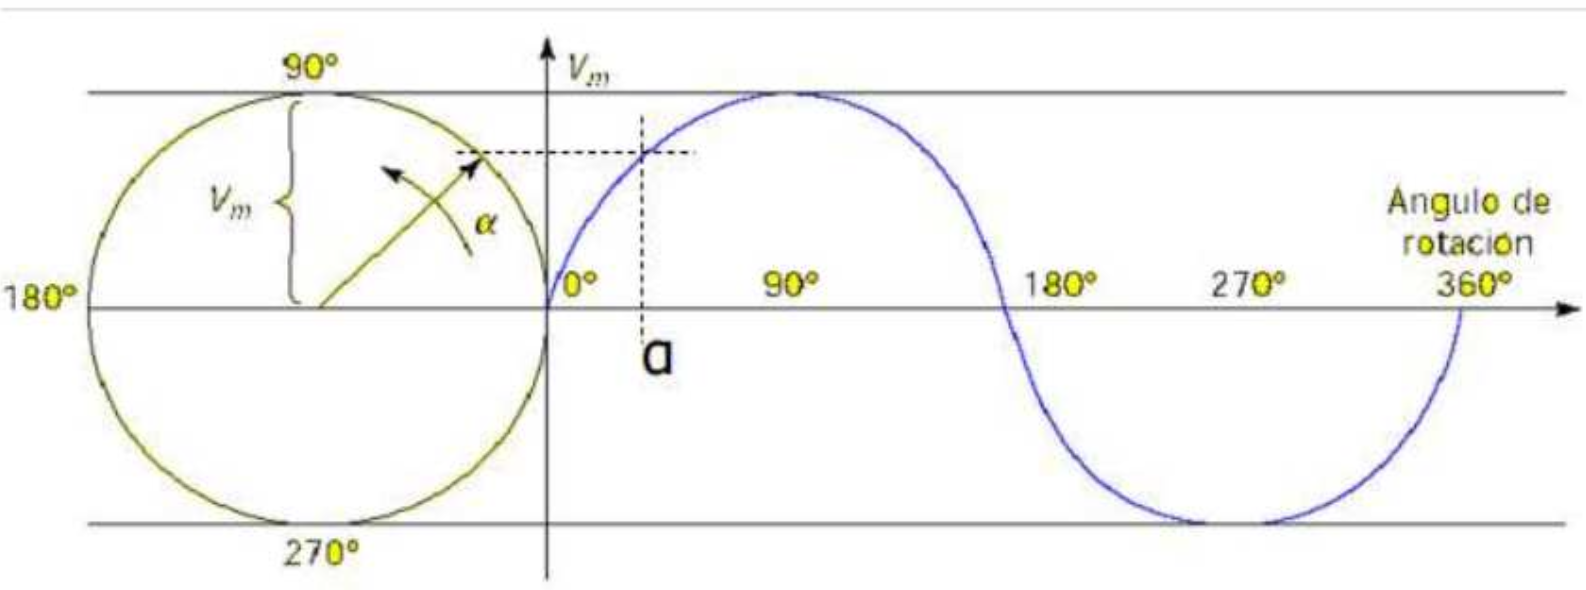 90°
Vm
Vm
α
Angulo de
rotación
180°
0°
90°
180°
270°
360°
a
270°